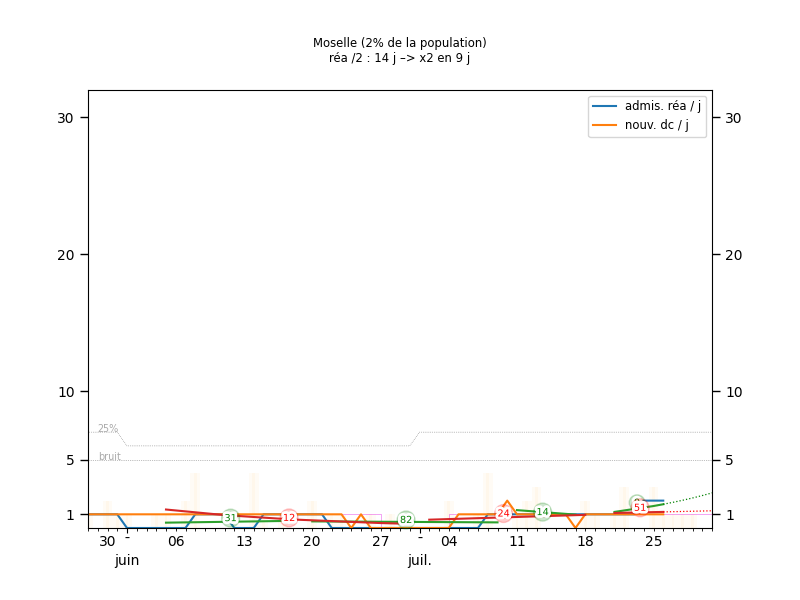 Moselle (2% de la population)
réa /2 : 14 j –> x2 en 9 j
admis. réa / j
nouv. dc / j
30
30
20
20
10
10
25%
5
bruit
5
1
31
12
82
24
14
51
1
30 - 06 13 20 27 - 04 11 18 25
juin juil.